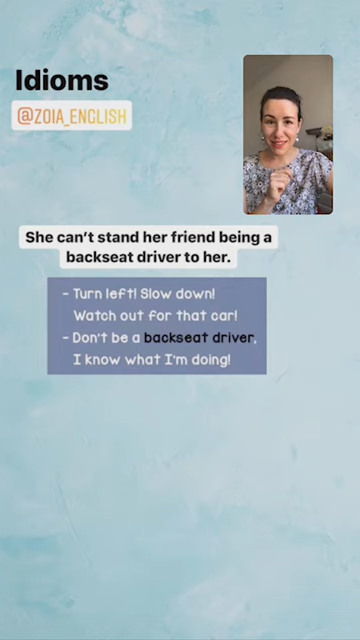 Idioms
@ZOIA_ENGLISH
She can’t stand her friend being a
backseat driver to her.
- Turn left! Slow down!
Watch out for that car!
- Don't be a backseat driver,
I know what I'm doing!